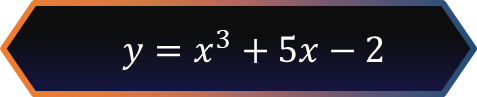 y = x³ + 5x − 2